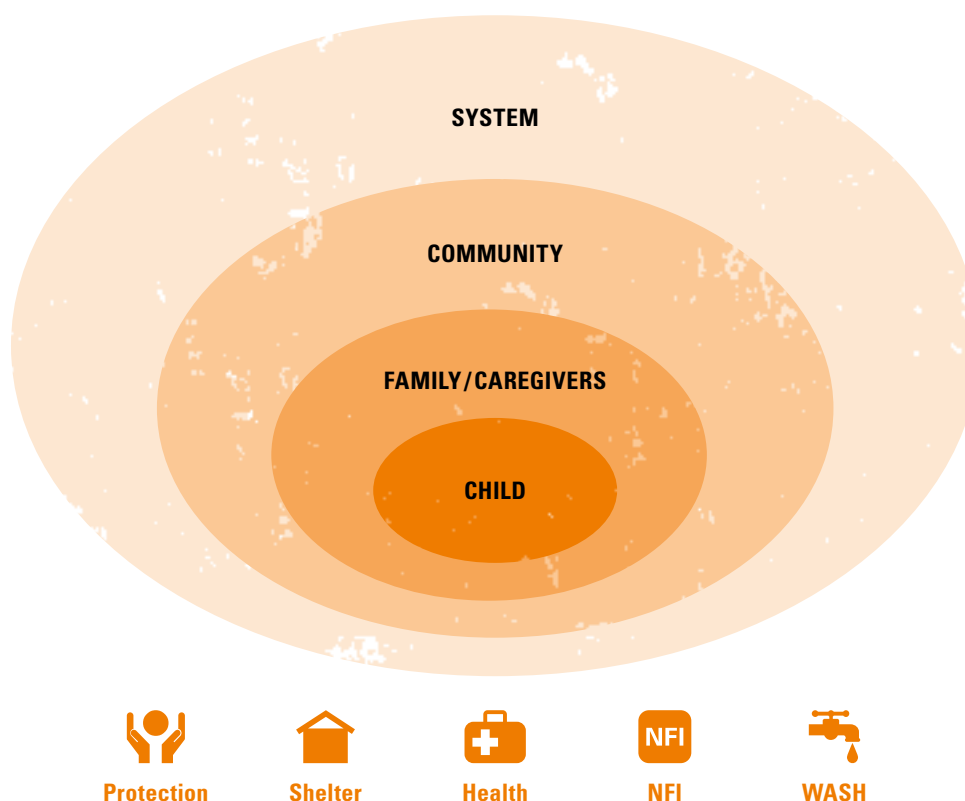 SYSTEM
COMMUNITY
FAMILY/CAREGIVERS
CHILD
NFI
Protection
Shelter
Health
NFI
WASH